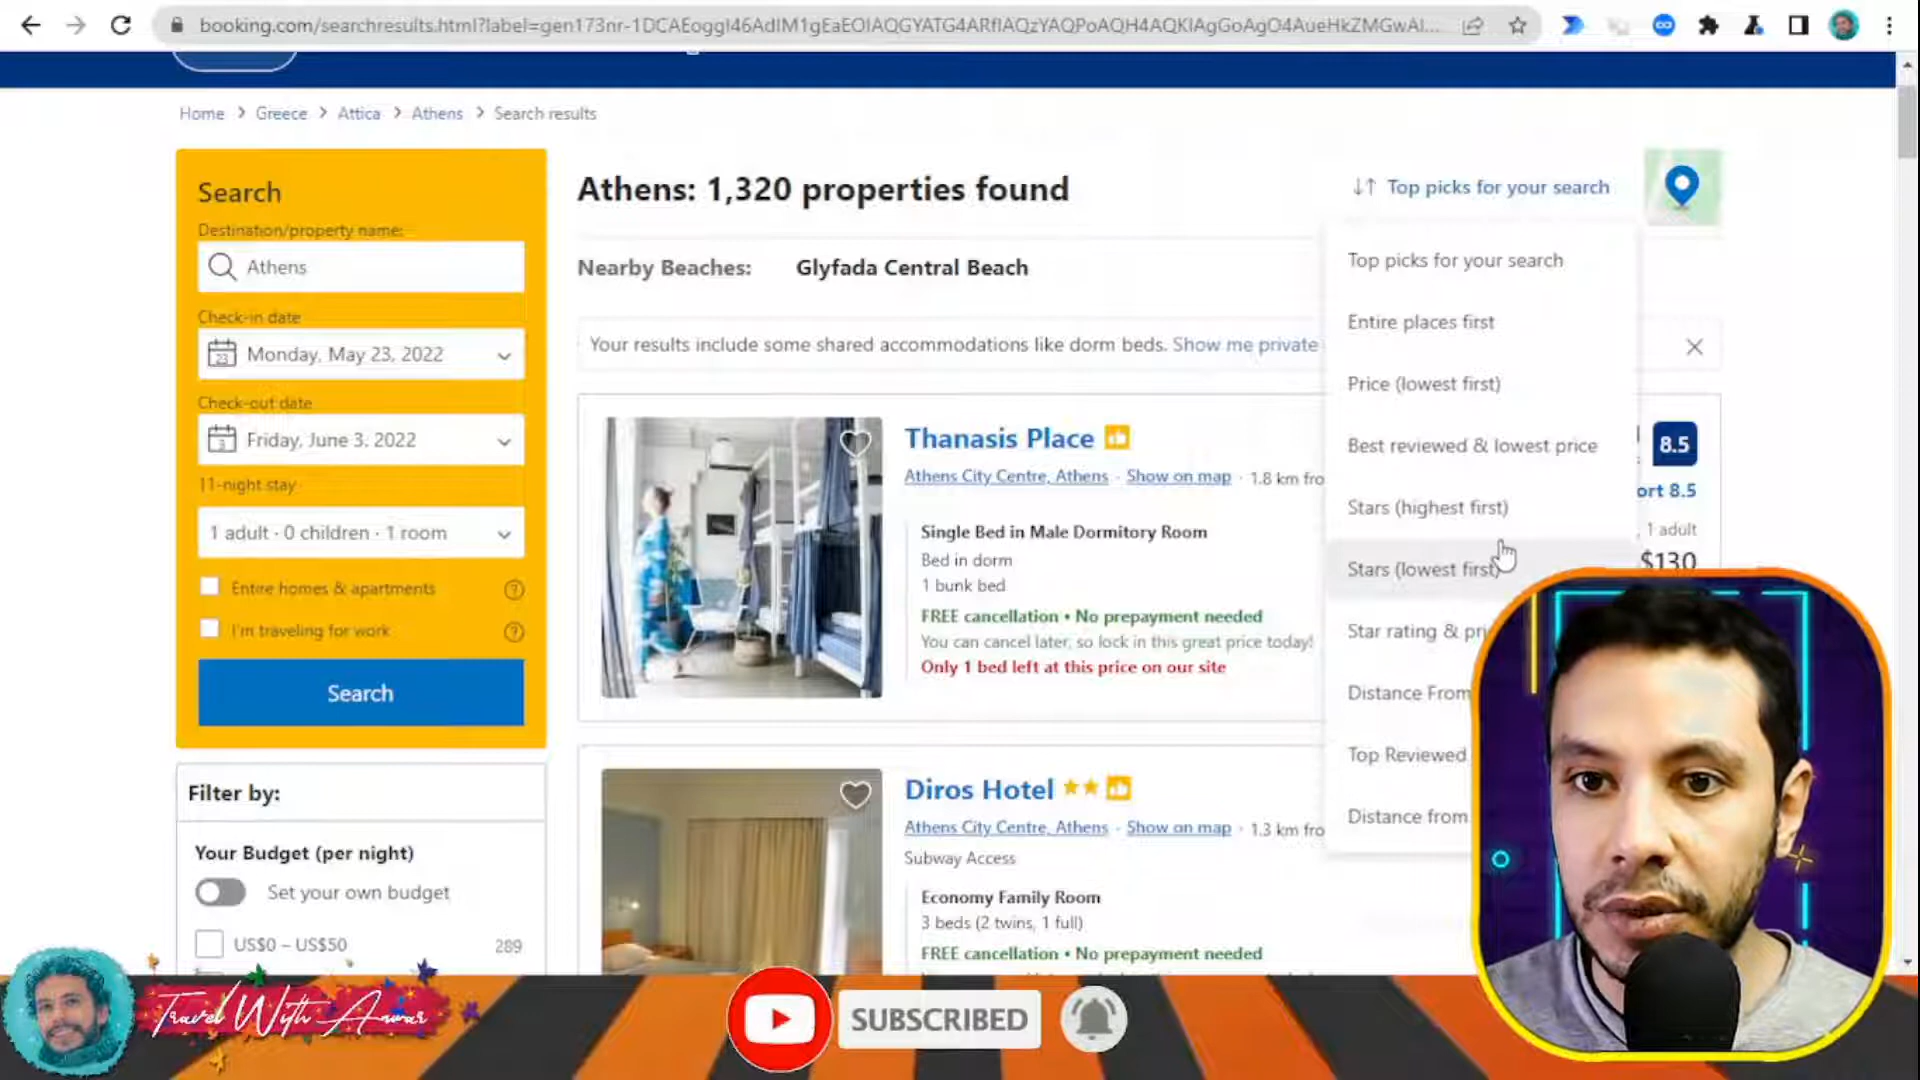 booking.com/searchresults.html?label=gen173nr-1DCAEoggI46AdIM1gEaEOIAQGYATG4ARfIAQzYAQPoAQH4AQKIAgGoAgO4AueHkZMGwAI...
Home > Greece > Attica > Athens > Search results
Search
Destination/property name:
Athens
Check-in date
23
Monday, May 23, 2022
Check-out date
3
Friday, June 3, 2022
11-night stay
1 adult · 0 children · 1 room
Entire homes & apartments
I'm traveling for work
Search
Filter by:
Your Budget (per night)
Set your own budget
US$0 – US$50 289
Athens: 1,320 properties found
Top picks for your search
Nearby Beaches: Glyfada Central Beach
Your results include some shared accommodations like dorm beds. Show me private
Thanasis Place
Athens City Centre, Athens · Show on map · 1.8 km fro
Single Bed in Male Dormitory Room
Bed in dorm
1 bunk bed
FREE cancellation • No prepayment needed
You can cancel later, so lock in this great price today!
Only 1 bed left at this price on our site
8.5
ort 8.5
1 adult
$130
Diros Hotel
Athens City Centre, Athens · Show on map · 1.3 km fro
Subway Access
Economy Family Room
3 beds (2 twins, 1 full)
FREE cancellation • No prepayment needed
Top picks for your search
Entire places first
Price (lowest first)
Best reviewed & lowest price
Stars (highest first)
Stars (lowest first)
Star rating & pri
Distance From
Top Reviewed
Distance from
Travel With Anwar
SUBSCRIBED